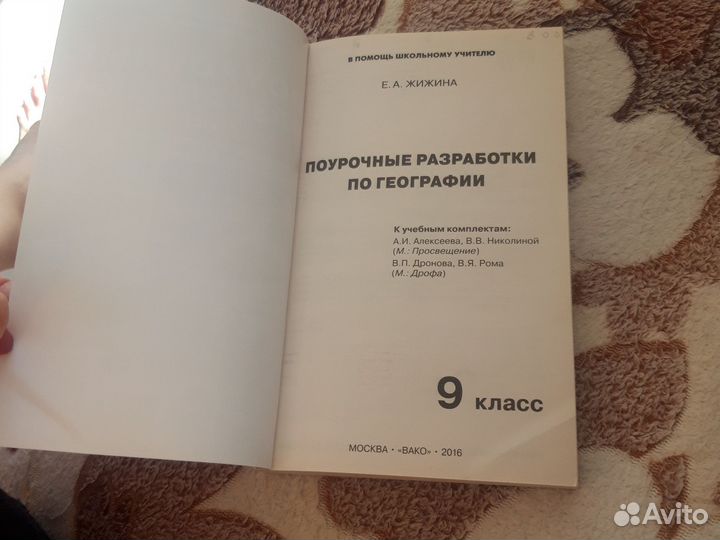 В ПОМОЩЬ ШКОЛЬНОМУ УЧИТЕЛЮ
Е. А. ЖИЖИНА
ПОУРОЧНЫЕ РАЗРАБОТКИ
ПО ГЕОГРАФИИ
К учебным комплектам:
А.И. Алексеева, В.В. Николиной
(М.: Просвещение)
В.П. Дронова, В.Я. Рома
(М.: Дрофа)
9 класс
МОСКВА • «ВАКО» • 2016
Avito